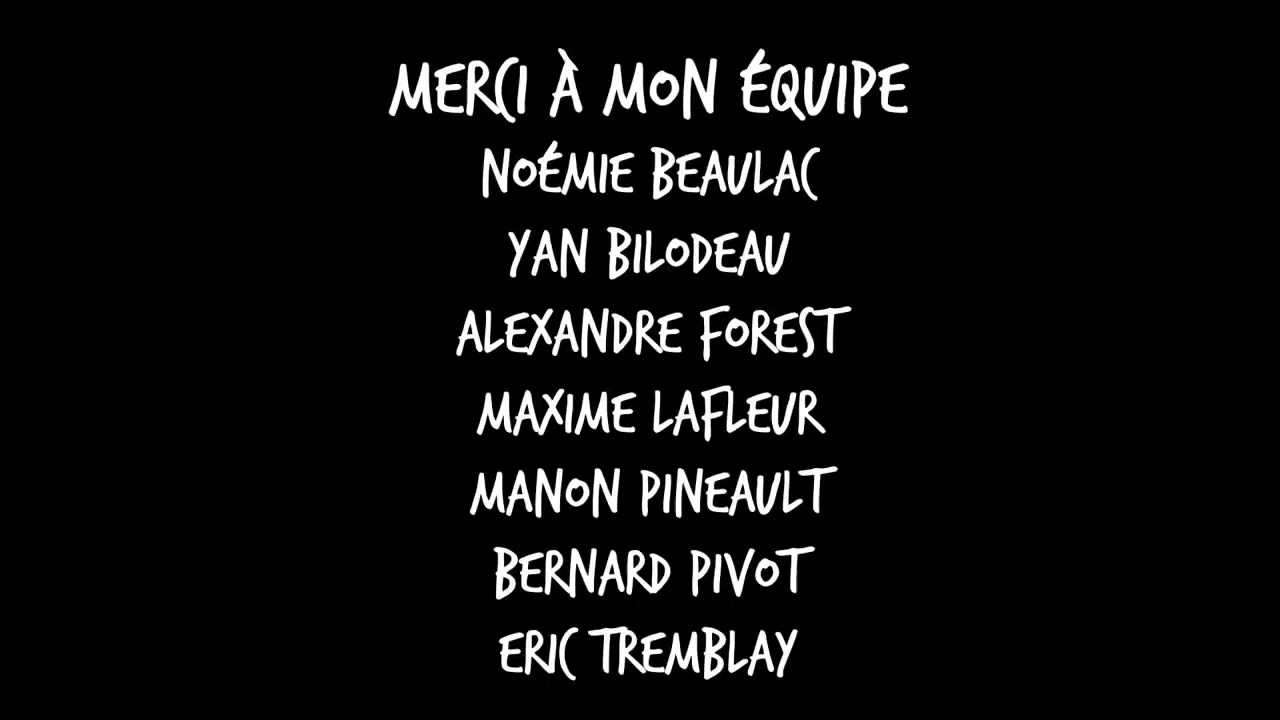 MERCI À MON ÉQUIPE
NOÉMIE BEAULAC
YAN BILODEAU
ALEXANDRE FOREST
MAXIME LAFLEUR
MANON PINEAULT
BERNARD PIVOT
ERIC TREMBLAY